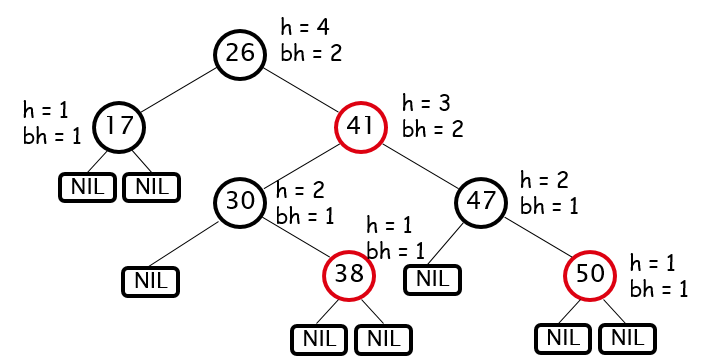 26
h = 4
bh = 2
17
h = 1
bh = 1
41
h = 3
bh = 2
NIL
NIL
30
h = 2
bh = 1
47
h = 2
bh = 1
NIL
38
h = 1
bh = 1
NIL
50
h = 1
bh = 1
NIL
NIL
NIL
NIL